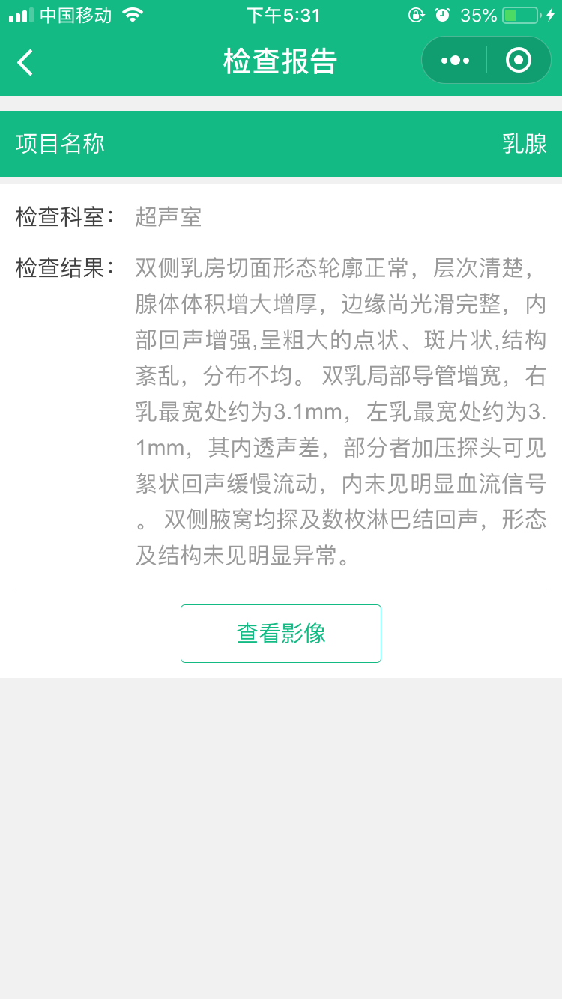 中国移动
下午5:31
35%
检查报告
项目名称
乳腺
检查科室：
超声室
检查结果：
双侧乳房切面形态轮廓正常，层次清楚，
腺体体积增大增厚，边缘尚光滑完整，内
部回声增强,呈粗大的点状、斑片状,结构
紊乱，分布不均。 双乳局部导管增宽，右
乳最宽处约为3.1mm，左乳最宽处约为3.
1mm，其内透声差，部分者加压探头可见
絮状回声缓慢流动，内未见明显血流信号
。 双侧腋窝均探及数枚淋巴结回声，形态
及结构未见明显异常。
查看影像